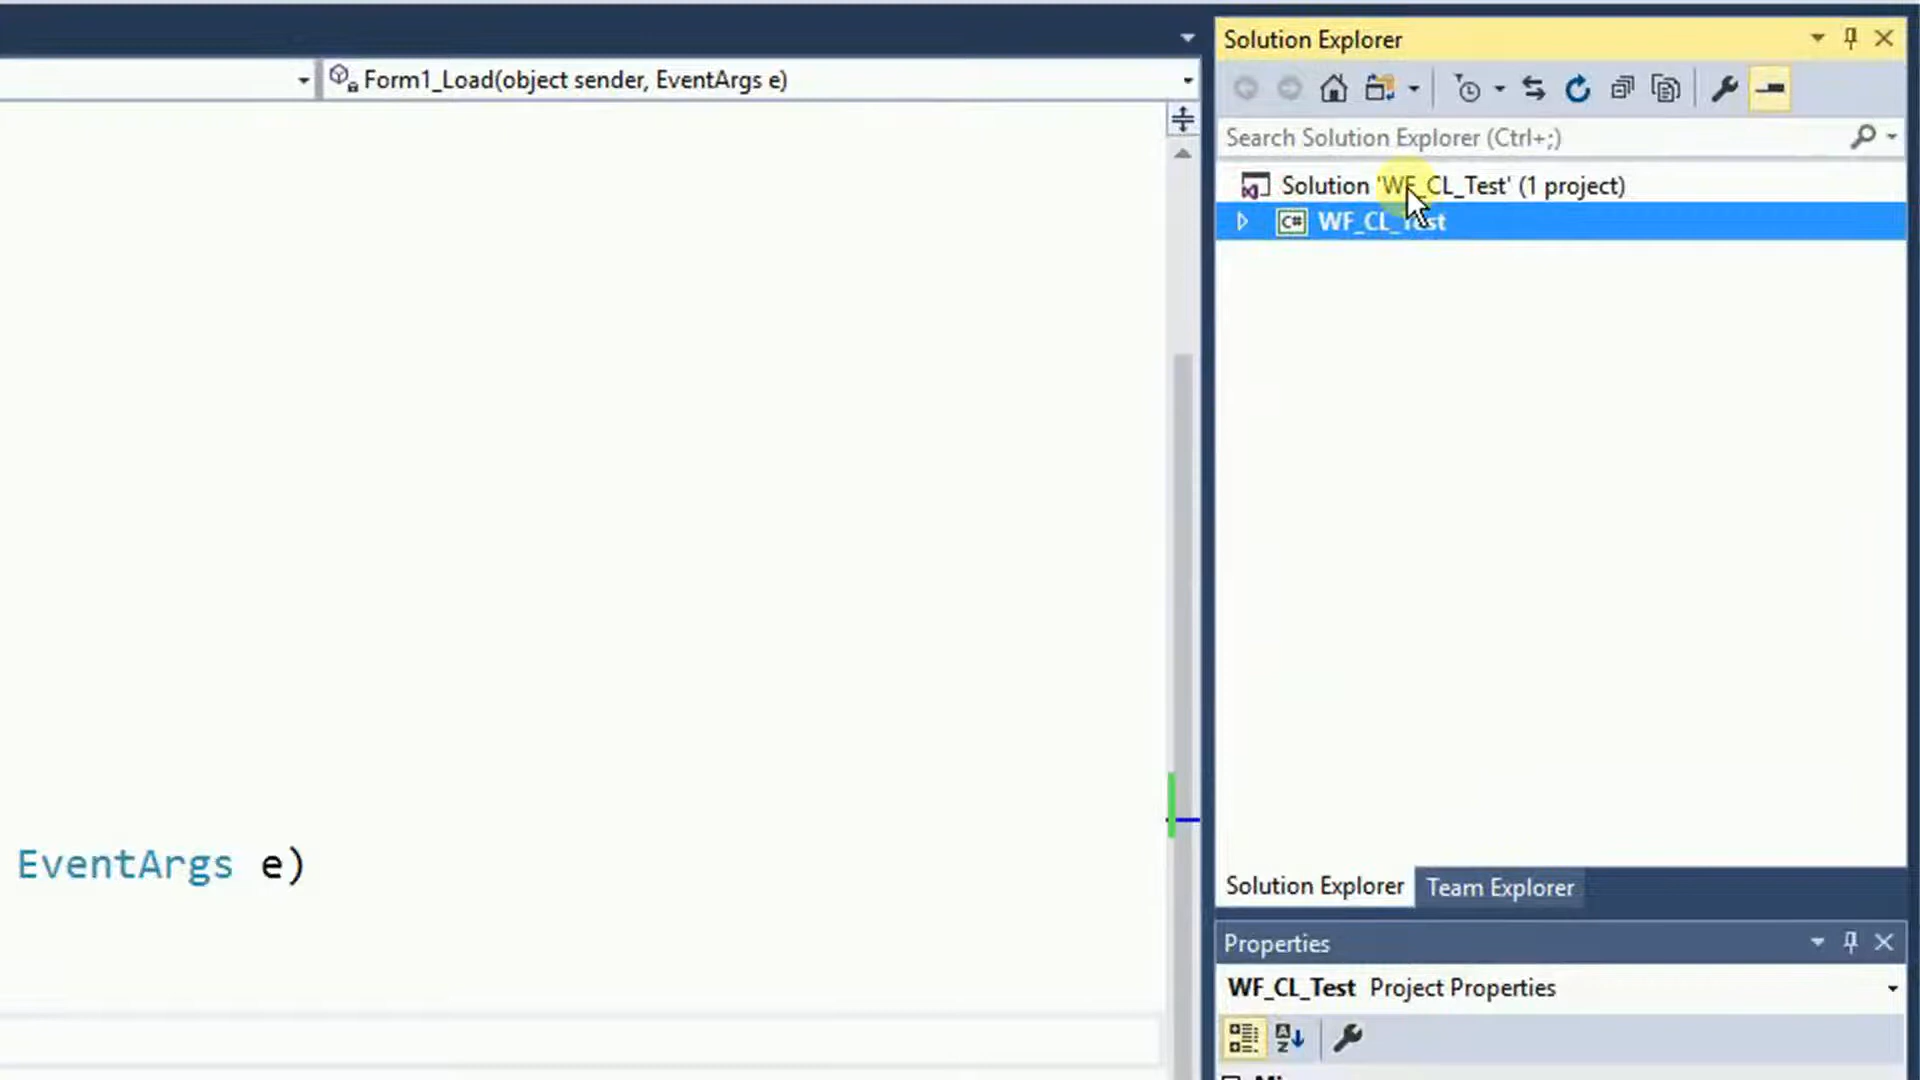 Form1_Load(object sender, EventArgs e)
EventArgs e)
Solution Explorer
Search Solution Explorer (Ctrl+;)
Solution 'WF_CL_Test' (1 project)
C# WF_CL_Test
Solution Explorer Team Explorer
Properties
WF_CL_Test Project Properties